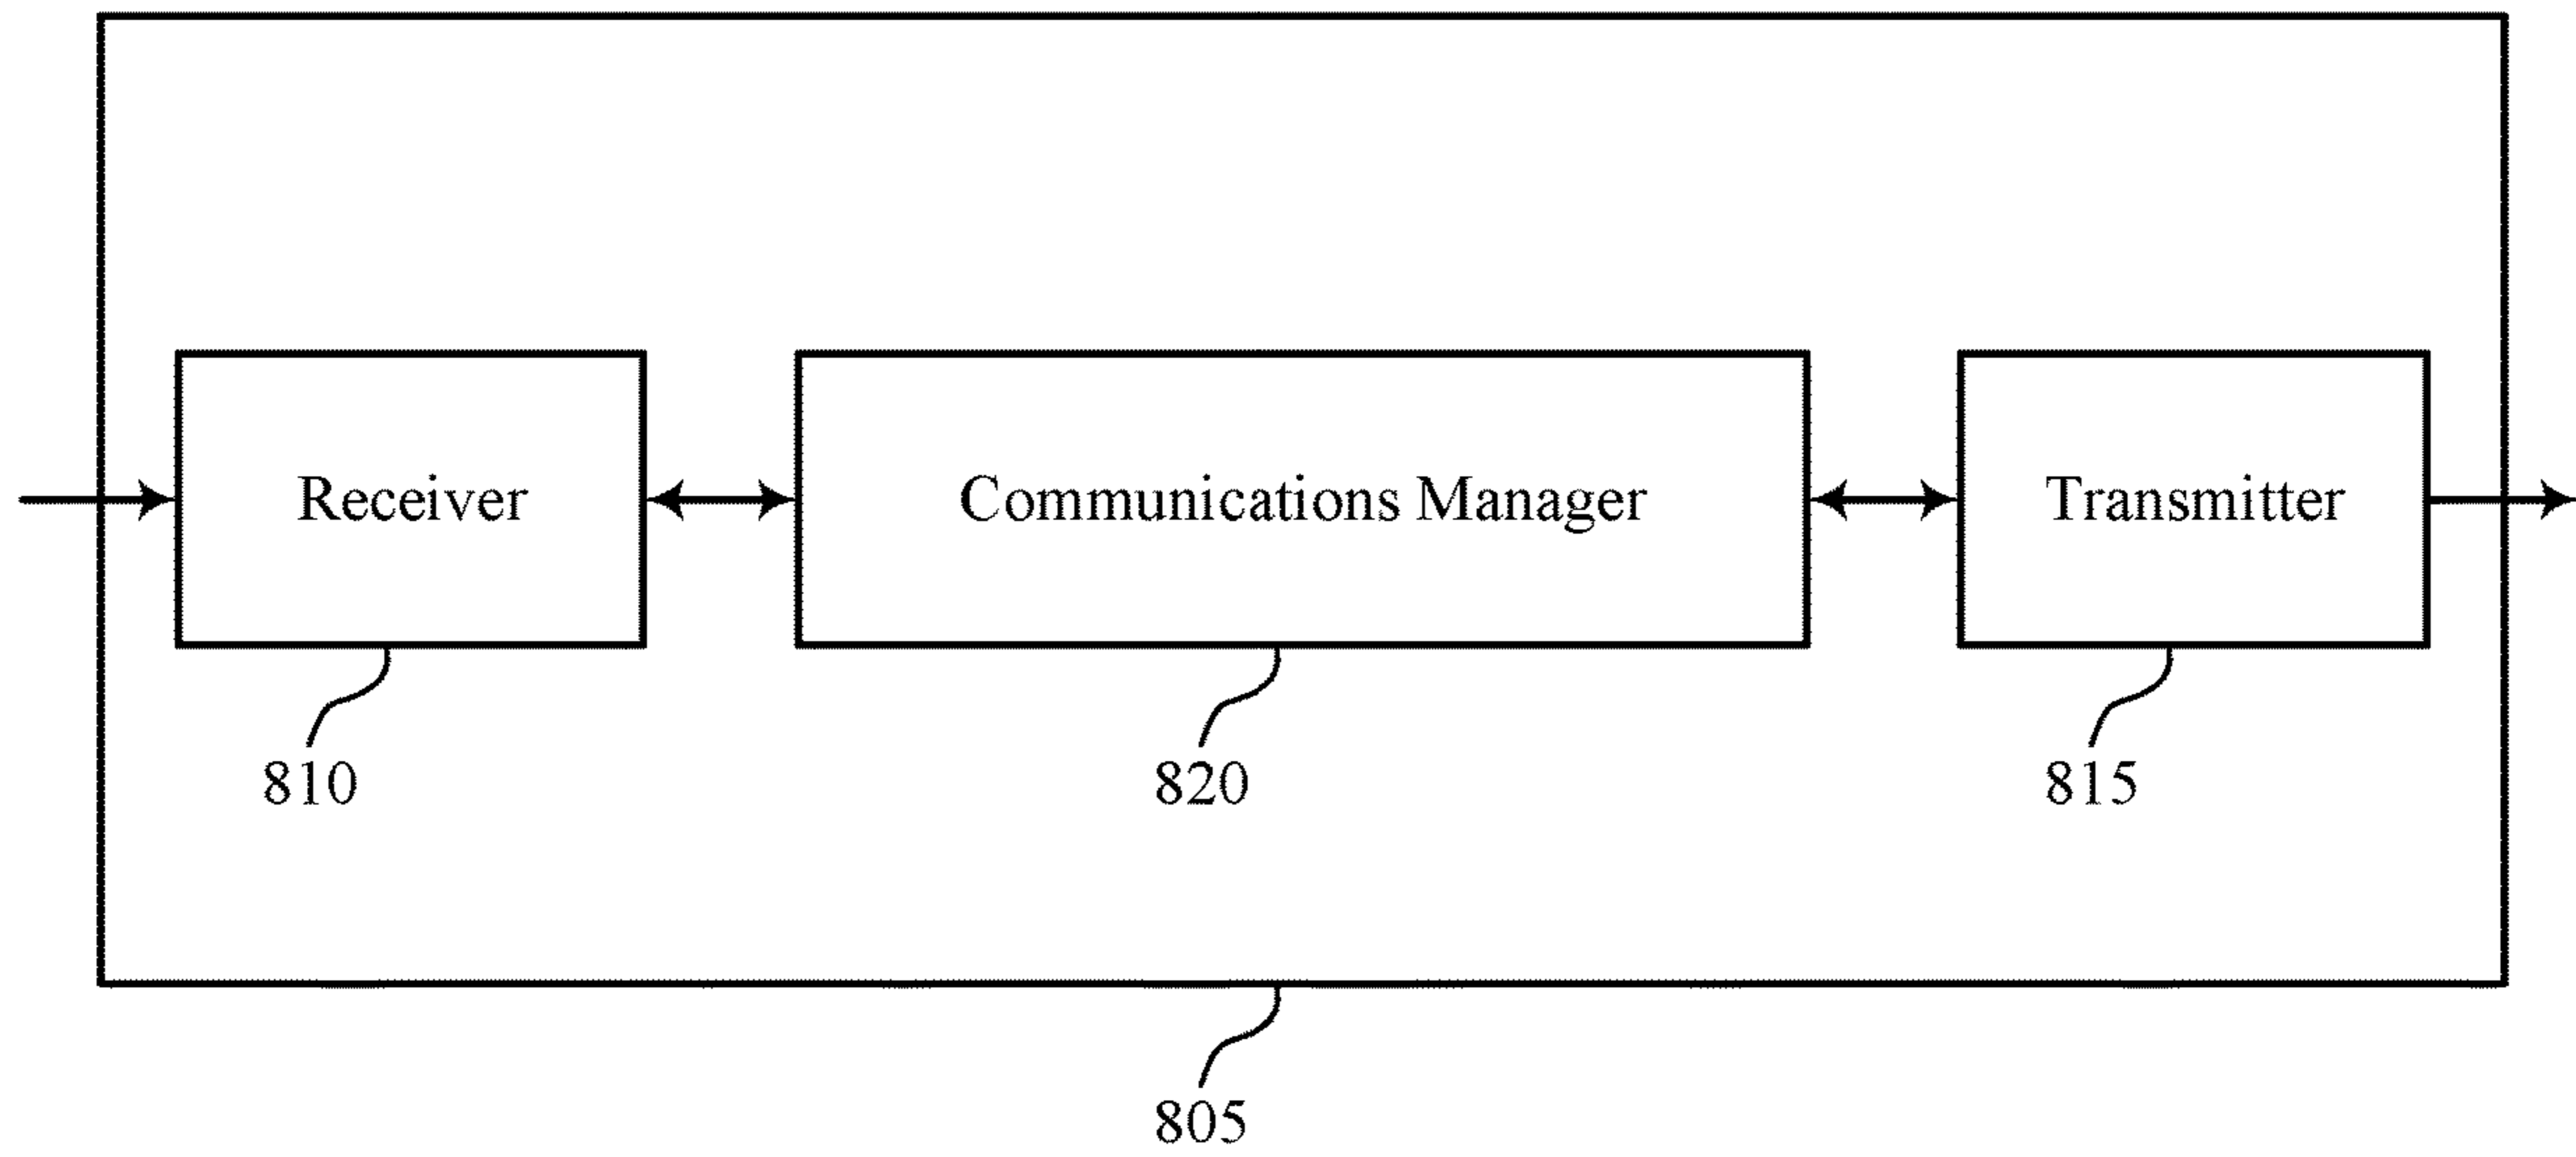 Receiver
Communications Manager
Transmitter
810
820
815
805